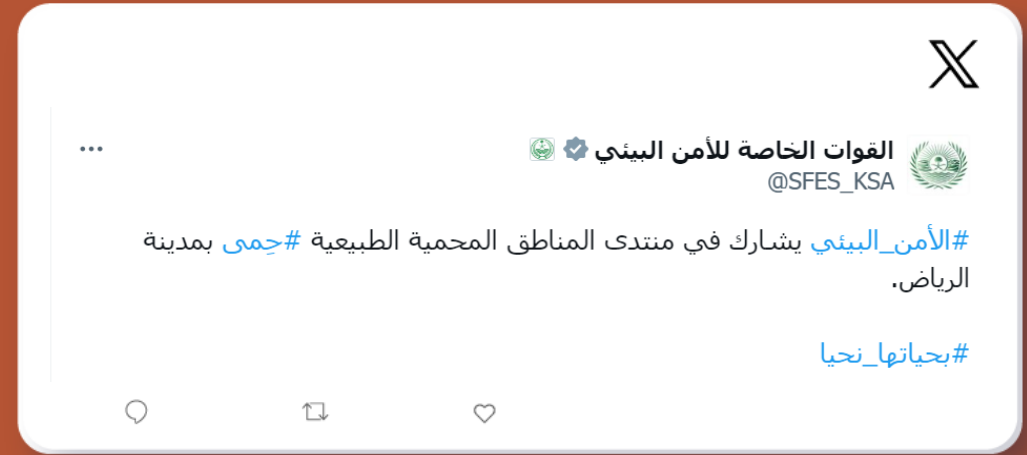 القوات الخاصة للأمن البيئي
@SFES_KSA
#الأمن_البيئي يشارك في منتدى المناطق المحمية الطبيعية #حِمى بمدينة
الرياض.
#بحياتها_نحيا